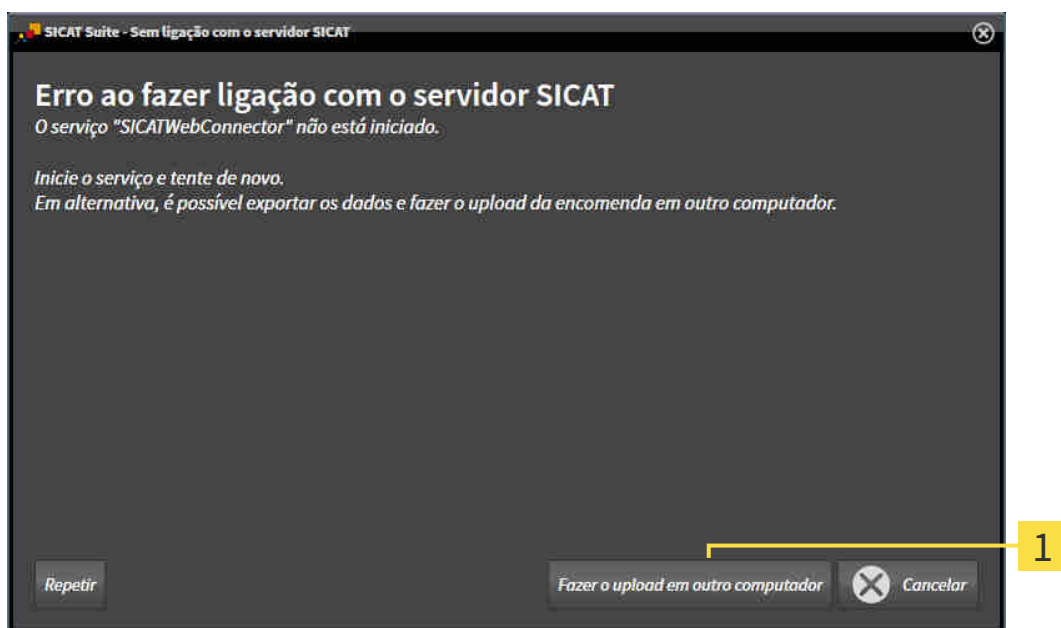 SICAT Suite - Sem ligação com o servidor SICAT
Erro ao fazer ligação com o servidor SICAT
O serviço "SICATWebConnector" não está iniciado.
Inicie o serviço e tente de novo.
Em alternativa, é possível exportar os dados e fazer o upload da encomenda em outro computador.
1
Repetir Fazer o upload em outro computador Cancelar